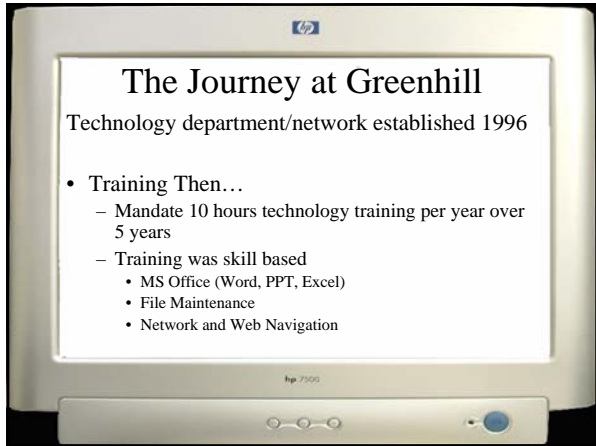 hp
The Journey at Greenhill
Technology department/network established 1996
• Training Then…
– Mandate 10 hours technology training per year over
5 years
– Training was skill based
• MS Office (Word, PPT, Excel)
• File Maintenance
• Network and Web Navigation
hp 7500